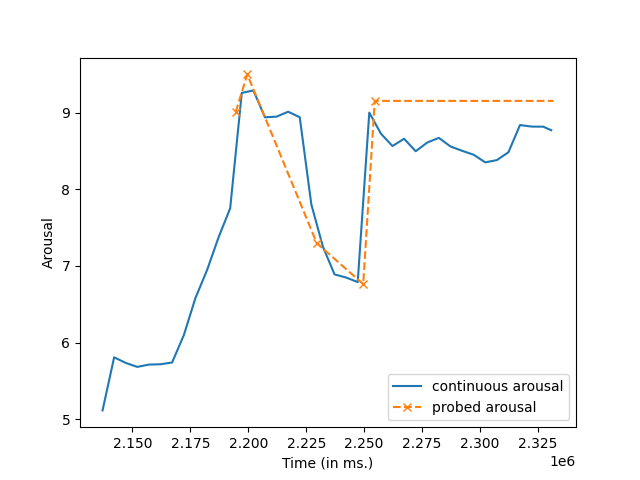 9
8
7
6
5
Arousal
continuous arousal
probed arousal
2.150 2.175 2.200 2.225 2.250 2.275 2.300 2.325
Time (in ms.)
1e6